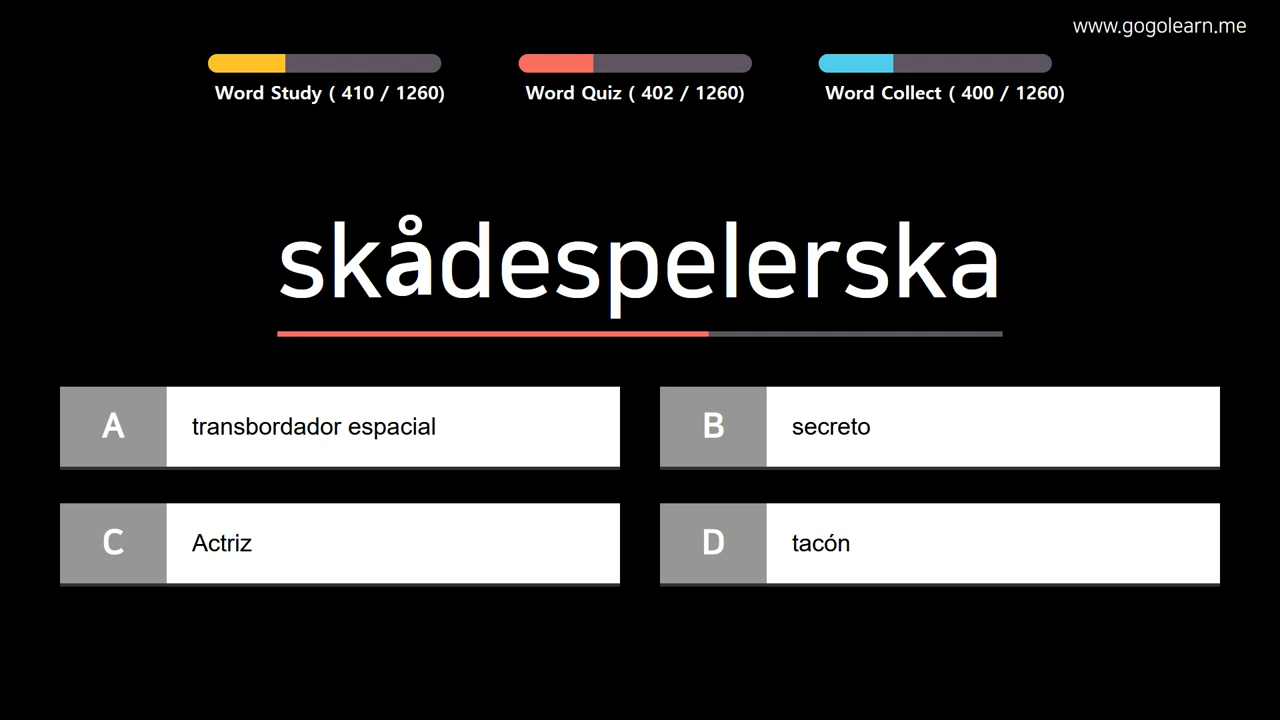 www.gogolearn.me
Word Study ( 410 / 1260)
Word Quiz ( 402 / 1260)
Word Collect ( 400 / 1260)
skådespelerska
A transbordador espacial
B secreto
C Actriz
D tacón